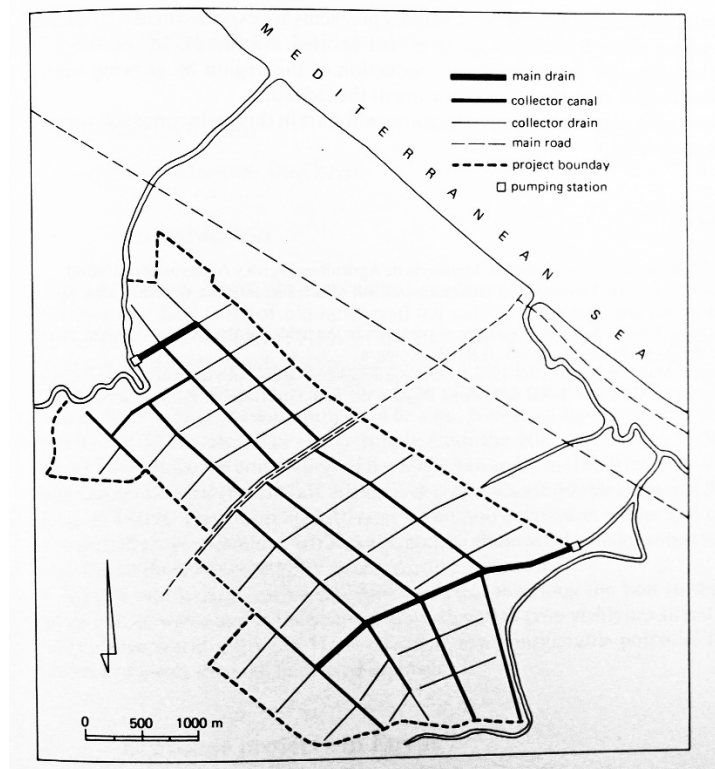 MEDITERRANEAN SEA
main drain
collector canal
collector drain
main road
project bounday
pumping station
0 500 1000 m